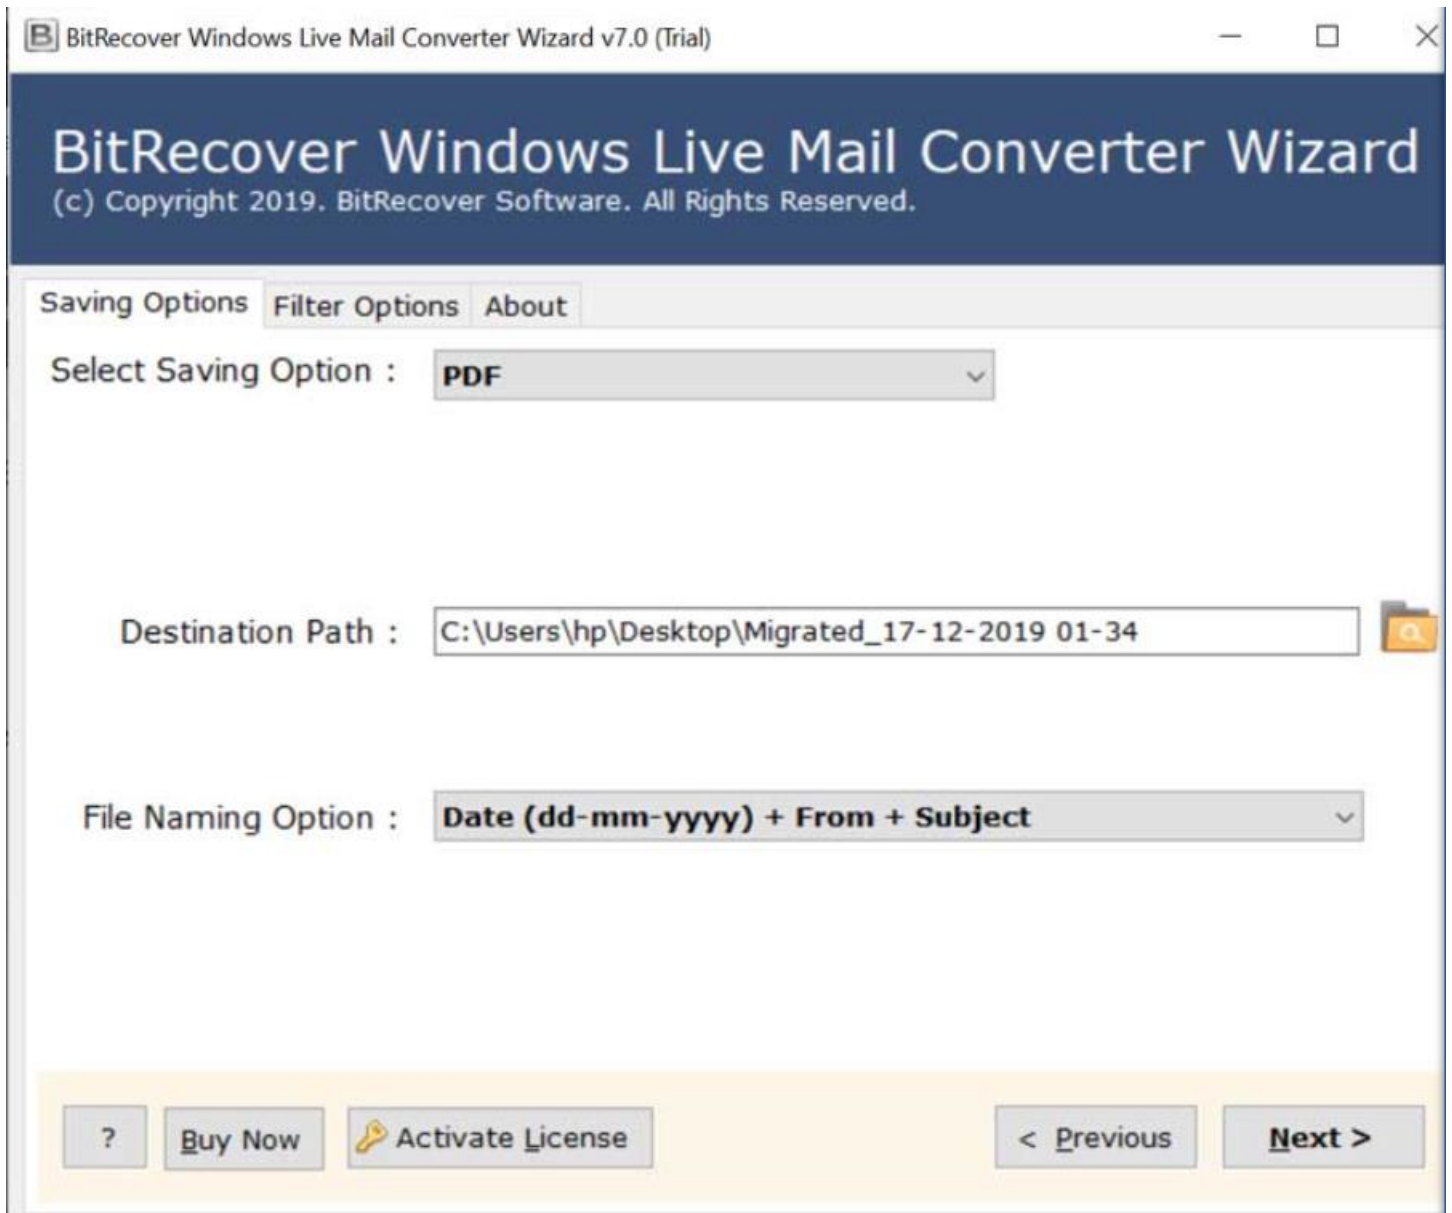 BitRecover Windows Live Mail Converter Wizard v7.0 (Trial)
BitRecover Windows Live Mail Converter Wizard
(c) Copyright 2019. BitRecover Software. All Rights Reserved.
Saving Options Filter Options About
Select Saving Option : PDF
Destination Path : C:\Users\hp\Desktop\Migrated_17-12-2019 01-34
File Naming Option : Date (dd-mm-yyyy) + From + Subject
? Buy Now Activate License < Previous Next >